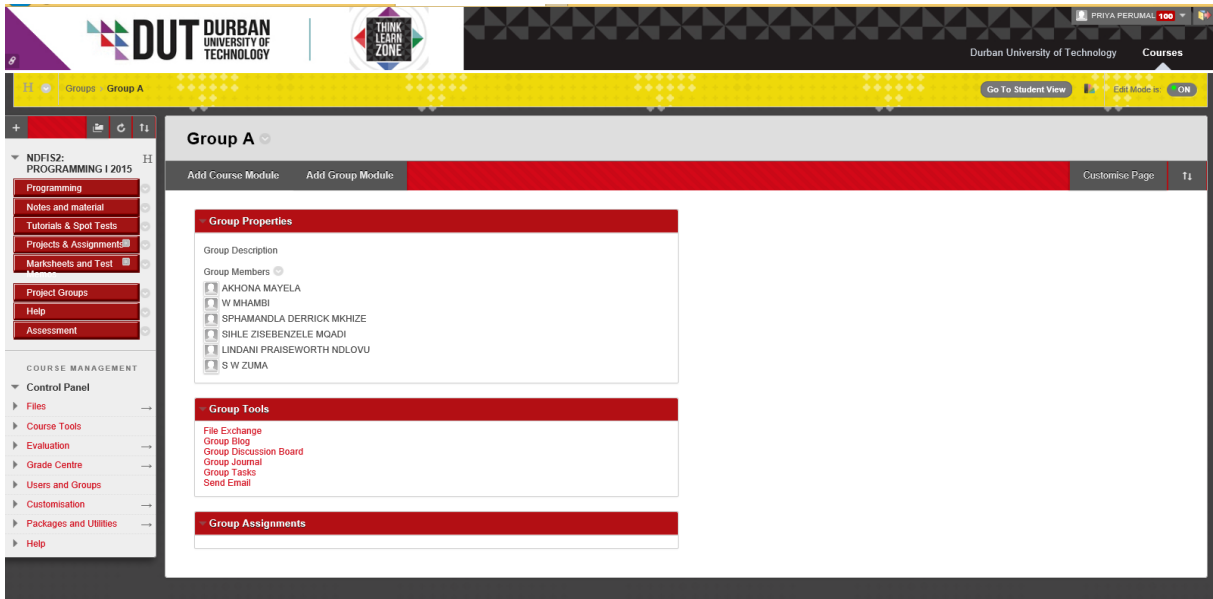 DUT DURBAN
UNIVERSITY OF
TECHNOLOGY
THINK
LEARN
ZONE
PRIYA PERUMAL 100
Durban University of Technology Courses
H Groups Group A
Go To Student View Edit Mode is: ON
NDFIS2: H
PROGRAMMING I 2015
Programming
Notes and material
Tutorials & Spot Tests
Projects & Assignments
Marksheets and Test
Memos
Project Groups
Help
Assessment
COURSE MANAGEMENT
Control Panel
Files
Course Tools
Evaluation
Grade Centre
Users and Groups
Customisation
Packages and Utilities
Help
Group A
Add Course Module Add Group Module Customise Page
Group Properties
Group Description
Group Members
AKHONA MAYELA
W MHAMBI
SPHAMANDLA DERRICK MKHIZE
SIHLE ZISEBENZELE MQADI
LINDANI PRAISEWORTH NDLOVU
S W ZUMA
Group Tools
File Exchange
Group Blog
Group Discussion Board
Group Journal
Group Tasks
Send Email
Group Assignments